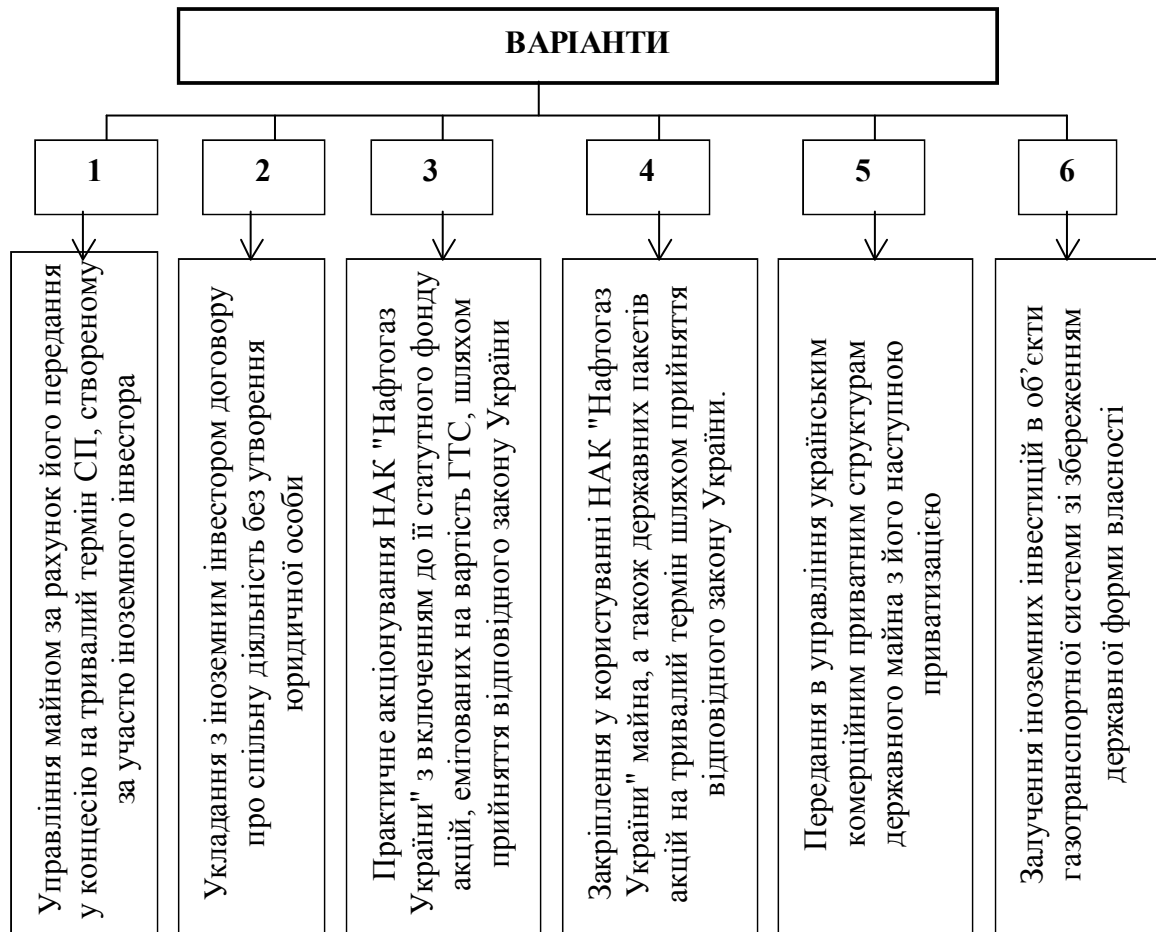 ВАРІАНТИ
1
2
3
4
5
6
Управління майном за рахунок його передання
у концесію на тривалий термін СП, створеному
за участю іноземного інвестора
Укладання з іноземним інвестором договору
про спільну діяльність без утворення
юридичної особи
Практичне акціонування НАК "Нафтогаз
України" з включенням до її статутного фонду
акцій, емітованих на вартість ГТС, шляхом
прийняття відповідного закону України
Закріплення у користуванні НАК "Нафтогаз
України" майна, а також державних пакетів
акцій на тривалий термін шляхом прийняття
відповідного закону України.
Передання в управління українським
комерційним приватним структурам
державного майна з його наступною
приватизацією
Залучення іноземних інвестицій в об’єкти
газотранспортної системи зі збереженням
державної форми власності